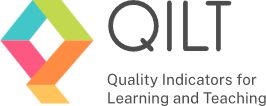 QILT
Quality Indicators for
Learning and Teaching